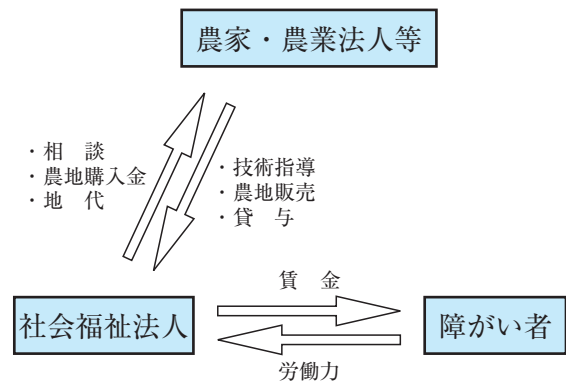 農家・農業法人等
・相　談
・農地購入金
・地　代
・技術指導
・農地販売
・貸　与
賃　金
社会福祉法人
障がい者
労働力